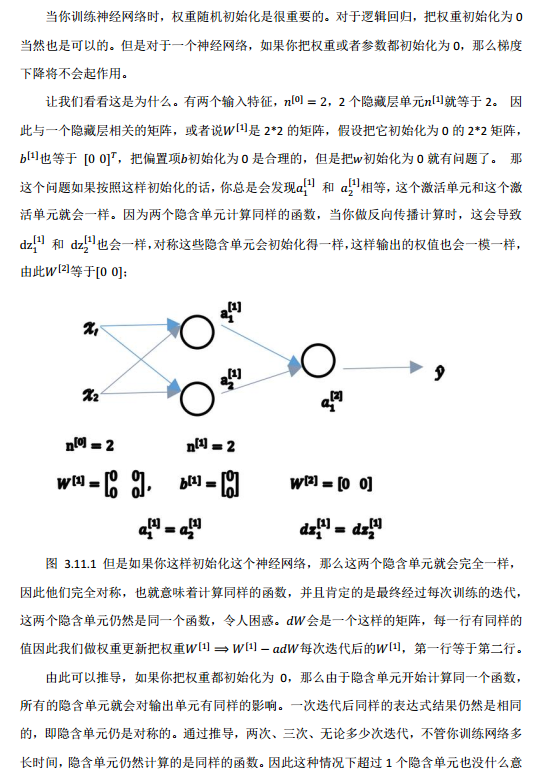 当你训练神经网络时，权重随机初始化是很重要的。对于逻辑回归，把权重初始化为 0
当然也是可以的。但是对于一个神经网络，如果你把权重或者参数都初始化为 0，那么梯度
下降将不会起作用。
让我们看看这是为什么。有两个输入特征，n^[0] = 2，2 个隐藏层单元n^[1]就等于 2。 因
此与一个隐藏层相关的矩阵，或者说W^[1]是 2*2 的矩阵，假设把它初始化为 0 的 2*2 矩阵，
b^[1]也等于 [0 0]^T，把偏置项b初始化为 0 是合理的，但是把w初始化为 0 就有问题了。 那
这个问题如果按照这样初始化的话，你总是会发现a_1^[1] 和 a_2^[1]相等，这个激活单元和这个激
活单元就会一样。因为两个隐含单元计算同样的函数，当你做反向传播计算时，这会导致
dz_1^[1] 和 dz_2^[1]也会一样，对称这些隐含单元会初始化得一样，这样输出的权值也会一模一样，
由此W^[2]等于[0 0]；
a_1^[1]
x_1
a_2^[1]
ŷ
x_2
a_1^[2]
n^[0] = 2 n^[1] = 2
W^[1] = [0 0; 0 0], b^[1] = [0; 0] W^[2] = [0 0]
a_1^[1] = a_2^[1] dz_1^[1] = dz_2^[1]
图 3.11.1 但是如果你这样初始化这个神经网络，那么这两个隐含单元就会完全一样，
因此他们完全对称，也就意味着计算同样的函数，并且肯定的是最终经过每次训练的迭代，
这两个隐含单元仍然是同一个函数，令人困惑。dW会是一个这样的矩阵，每一行有同样的
值因此我们做权重更新把权重W^[1] ⟹ W^[1] − adW每次迭代后的W^[1]，第一行等于第二行。
由此可以推导，如果你把权重都初始化为 0，那么由于隐含单元开始计算同一个函数，
所有的隐含单元就会对输出单元有同样的影响。一次迭代后同样的表达式结果仍然是相同
的，即隐含单元仍是对称的。通过推导，两次、三次、无论多少次迭代，不管你训练网络多
长时间，隐含单元仍然计算的是同样的函数。因此这种情况下超过 1 个隐含单元也没什么意